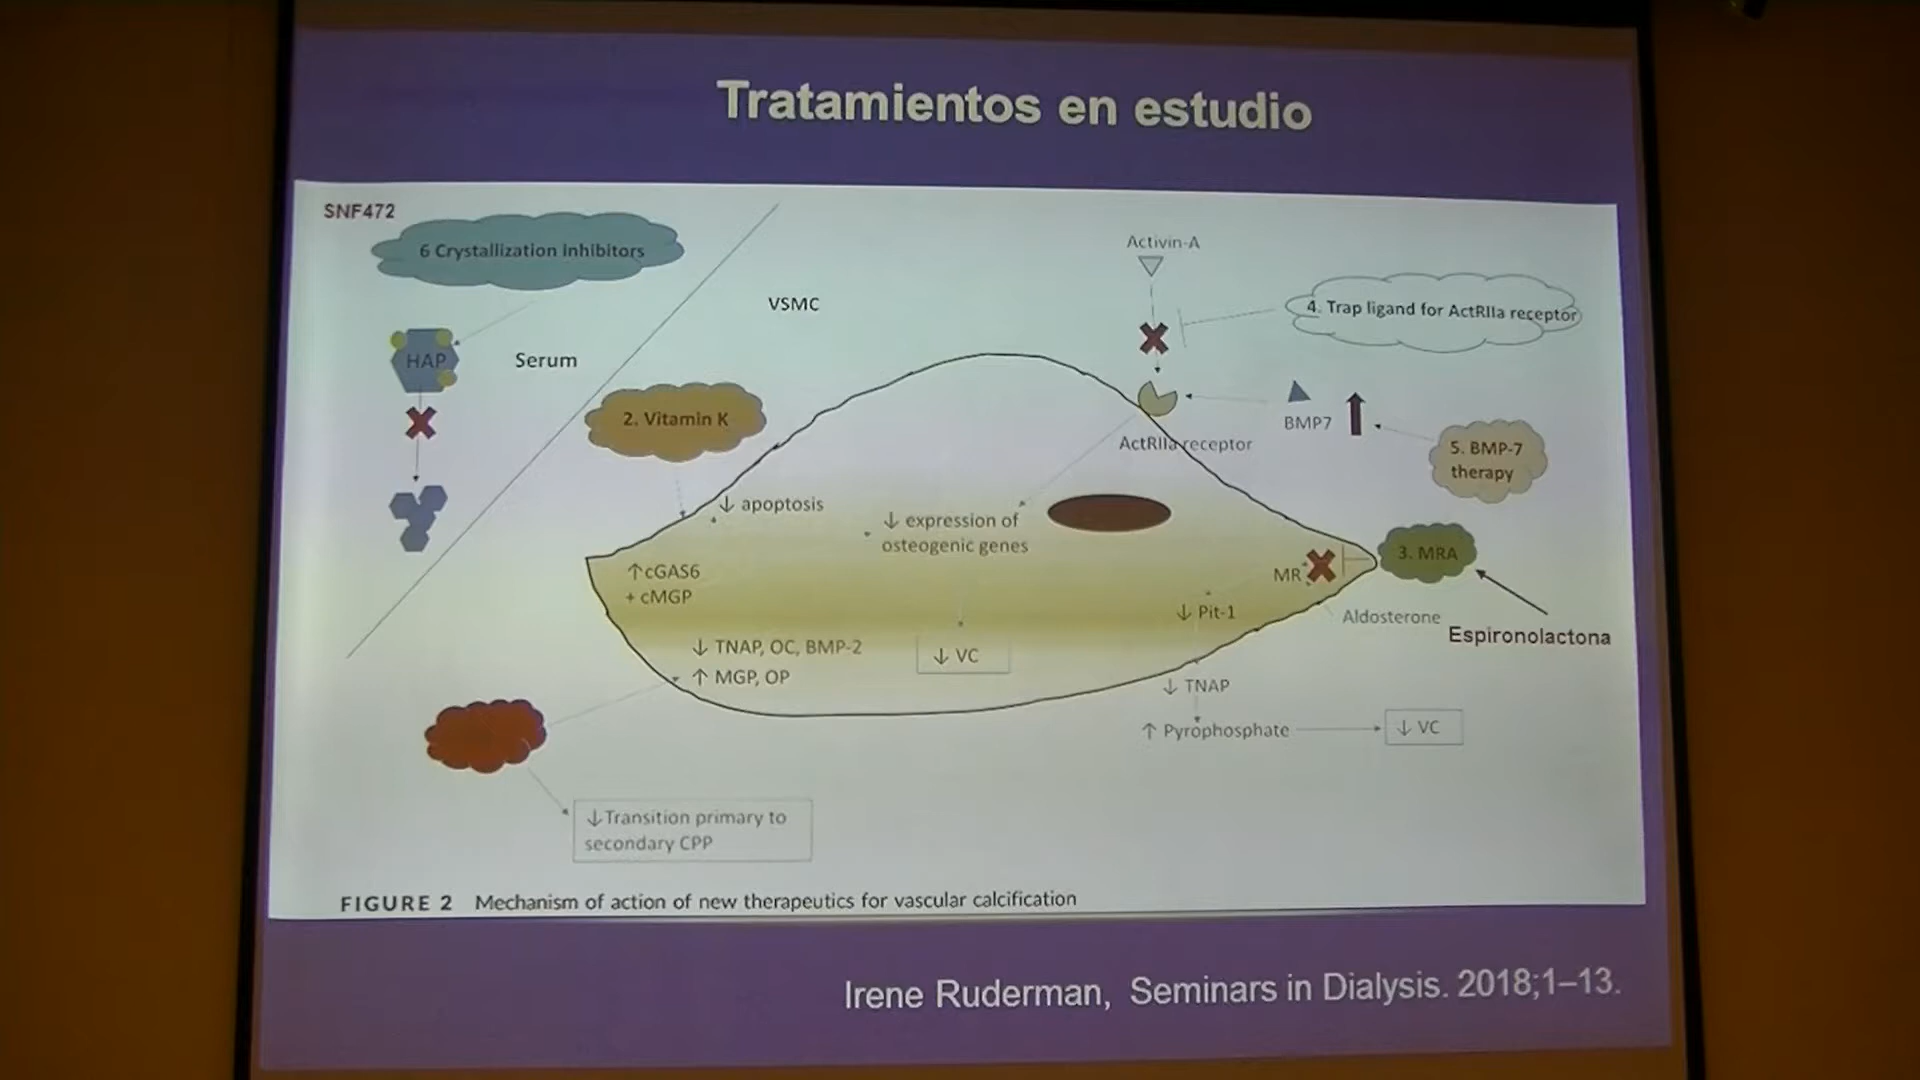 Tratamientos en estudio
SNF472
6 Crystallization inhibitors
HAP
Serum
VSMC
Activin-A
4. Trap ligand for ActRIIa receptor
2. Vitamin K
BMP7
ActRIIa receptor
5. BMP-7
therapy
↓ apoptosis
↓ expression of
osteogenic genes
↑cGAS6
+ cMGP
MR
3. MRA
↓ Pit-1
Aldosterone
Espironolactona
↓ TNAP, OC, BMP-2
↑ MGP, OP
↓ VC
↓ TNAP
↑ Pyrophosphate
↓ VC
↓Transition primary to
secondary CPP
FIGURE 2 Mechanism of action of new therapeutics for vascular calcification
Irene Ruderman, Seminars in Dialysis. 2018;1–13.